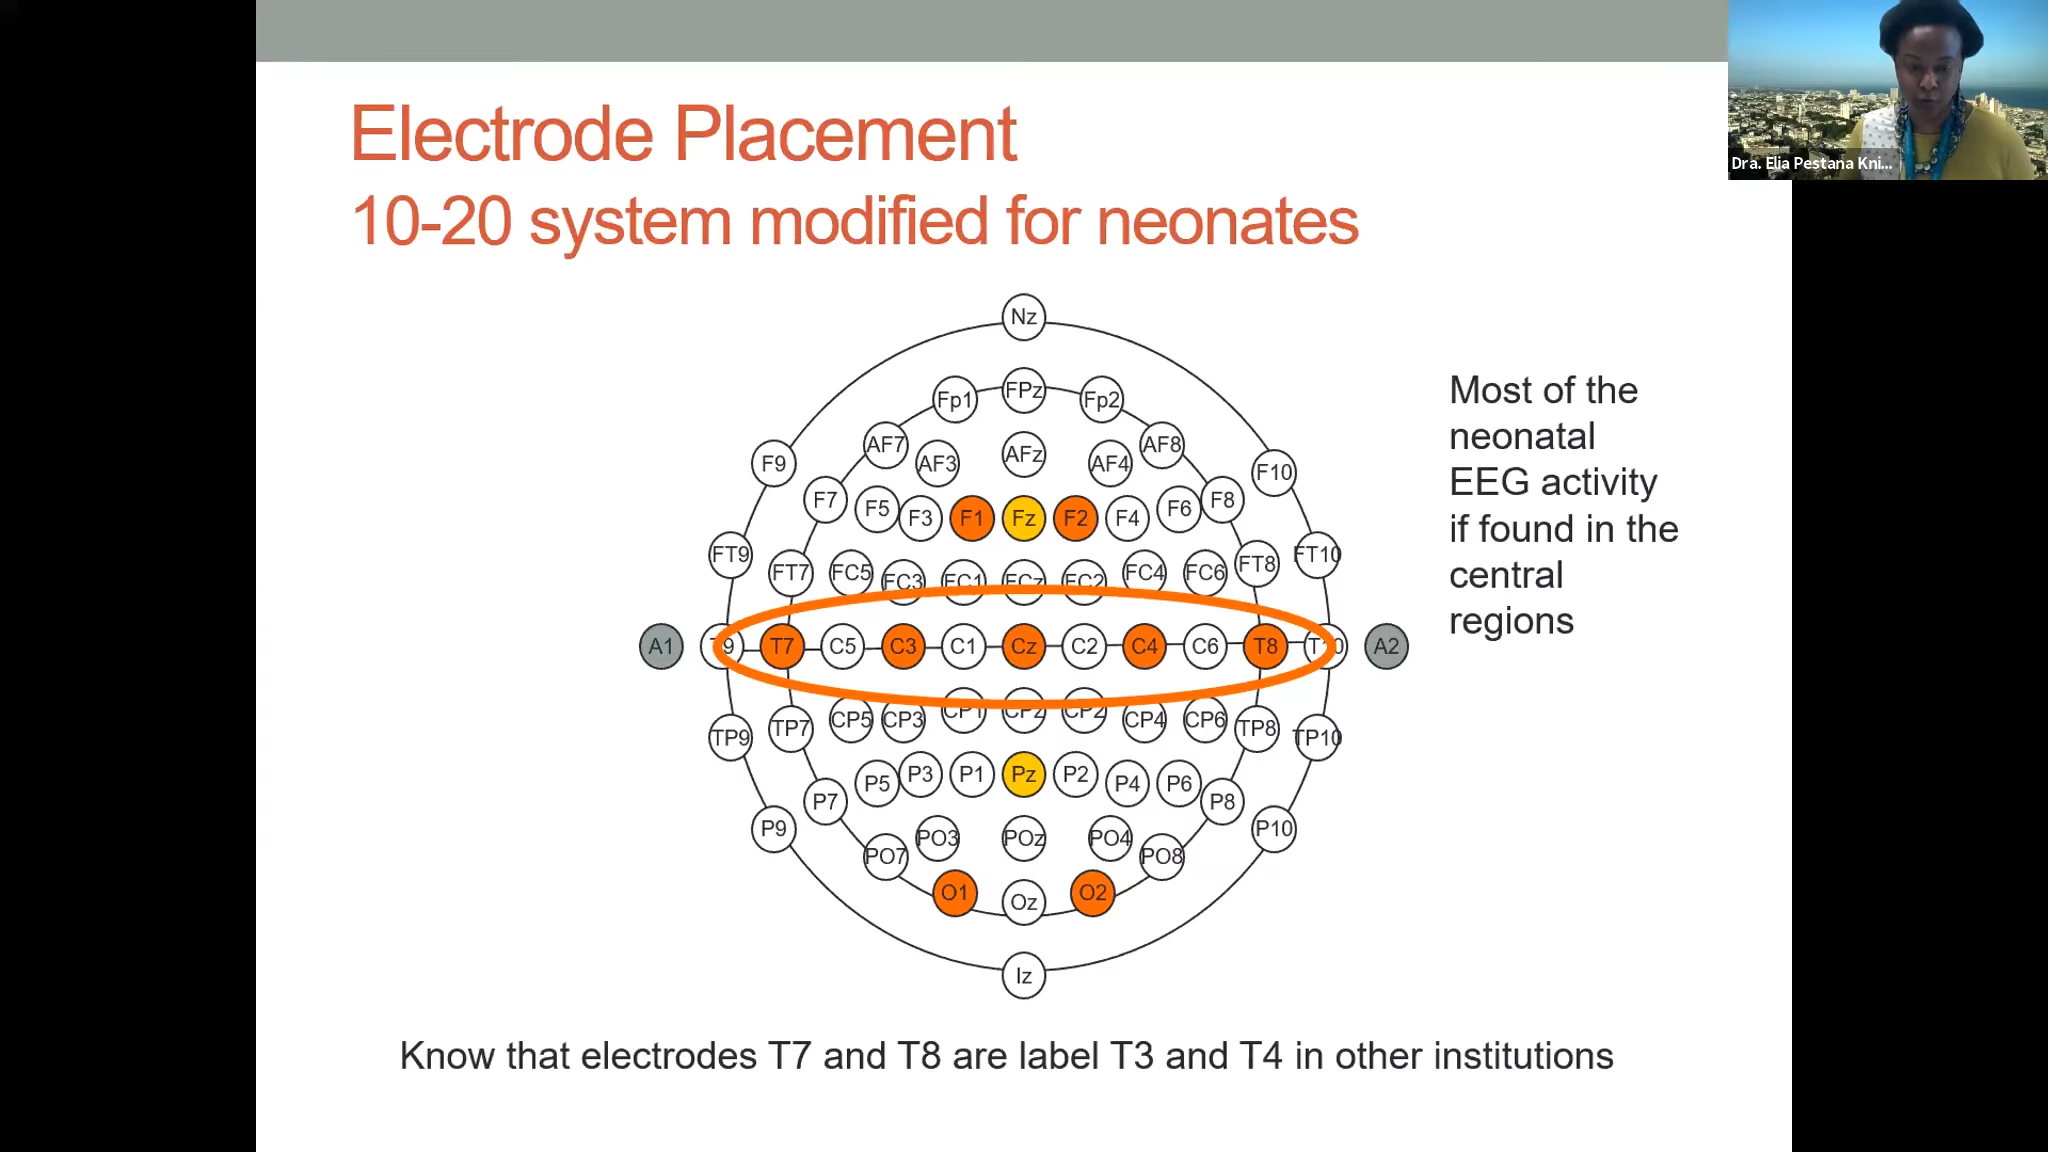 Electrode Placement
10-20 system modified for neonates
Dra. Elia Pestana Kni...
Nz
Fp1 FPz Fp2
AF7 AF3 AFz AF4 AF8
F9 F7 F5 F3 F1 Fz F2 F4 F6 F8 F10
FT9 FT7 FC5 FC3 FC1 FCz FC2 FC4 FC6 FT8 FT10
A1 T9 T7 C5 C3 C1 Cz C2 C4 C6 T8 T10 A2
TP9 TP7 CP5 CP3 CP1 CPz CP2 CP4 CP6 TP8 TP10
P9 P7 P5 P3 P1 Pz P2 P4 P6 P8 P10
PO7 PO3 POz PO4 PO8
O1 Oz O2
Iz
Most of the
neonatal
EEG activity
if found in the
central
regions
Know that electrodes T7 and T8 are label T3 and T4 in other institutions